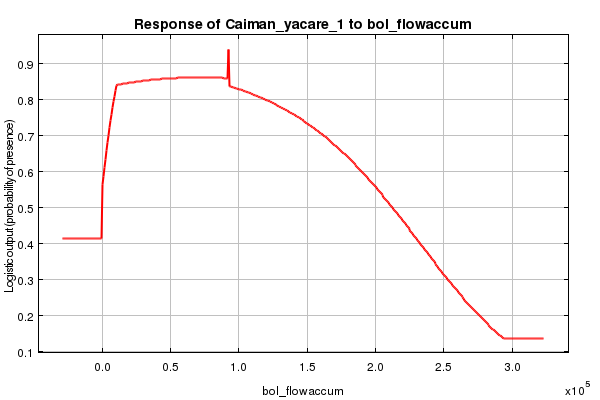 Response of Caiman_yacare_1 to bol_flowaccum
Logistic output (probability of presence)
0.9
0.8
0.7
0.6
0.5
0.4
0.3
0.2
0.1
0.0 0.5 1.0 1.5 2.0 2.5 3.0
bol_flowaccum
x10^5